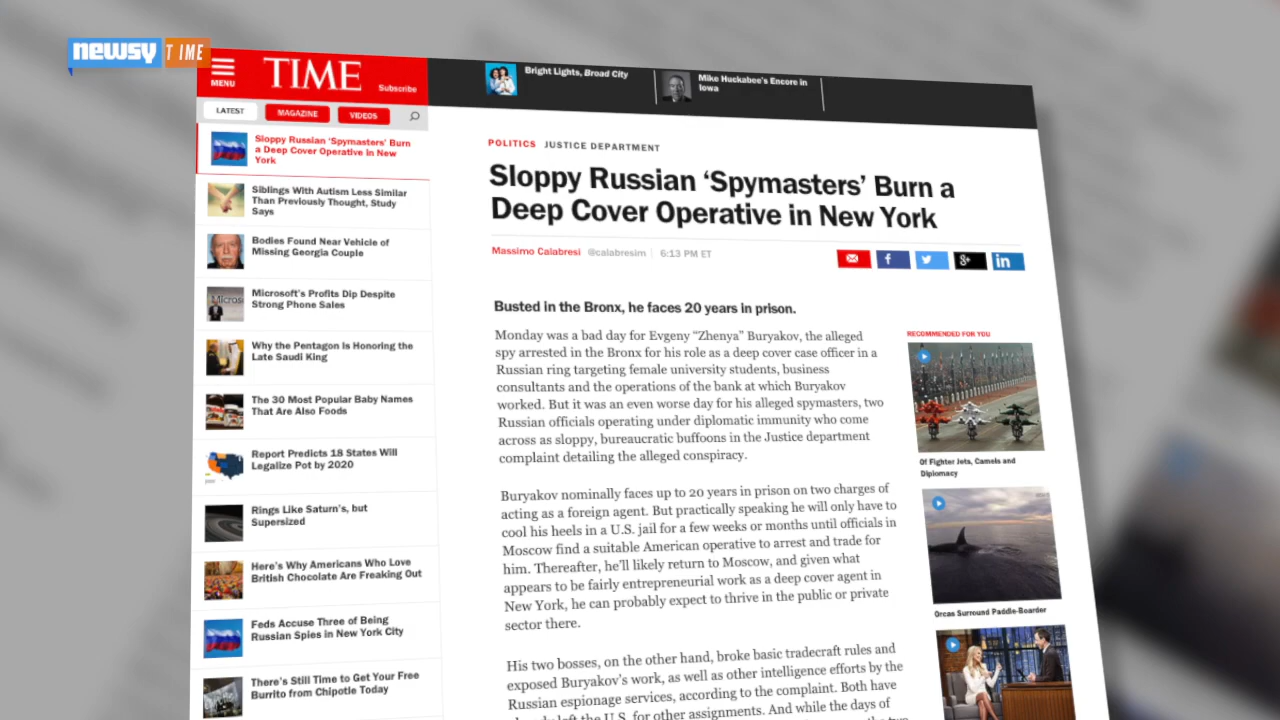 newsy TIME
MENU
TIME
Subscribe
Bright Lights, Broad City
Mike Huckabee's Encore in
Iowa
LATEST
MAGAZINE
VIDEOS
Sloppy Russian 'Spymasters' Burn
a Deep Cover Operative in New
York
Siblings With Autism Less Similar
Than Previously Thought, Study
Says
Bodies Found Near Vehicle of
Missing Georgia Couple
Microsoft's Profits Dip Despite
Strong Phone Sales
Why the Pentagon Is Honoring the
Late Saudi King
The 30 Most Popular Baby Names
That Are Also Foods
Report Predicts 18 States Will
Legalize Pot by 2020
Rings Like Saturn's, but
Supersized
Here's Why Americans Who Love
British Chocolate Are Freaking Out
Feds Accuse Three of Being
Russian Spies in New York City
There's Still Time to Get Your Free
Burrito from Chipotle Today
POLITICS JUSTICE DEPARTMENT
Sloppy Russian 'Spymasters' Burn a
Deep Cover Operative in New York
Massimo Calabresi @calabresim 6:13 PM ET
f
g+
in
Busted in the Bronx, he faces 20 years in prison.
Monday was a bad day for Evgeny "Zhenya" Buryakov, the alleged
spy arrested in the Bronx for his role as a deep cover case officer in a
Russian ring targeting female university students, business
consultants and the operations of the bank at which Buryakov
worked. But it was an even worse day for his alleged spymasters, two
Russian officials operating under diplomatic immunity who come
across as sloppy, bureaucratic buffoons in the Justice department
complaint detailing the alleged conspiracy.
Buryakov nominally faces up to 20 years in prison on two charges of
acting as a foreign agent. But practically speaking he will only have to
cool his heels in a U.S. jail for a few weeks or months until officials in
Moscow find a suitable American operative to arrest and trade for
him. Thereafter, he'll likely return to Moscow, and given what
appears to be fairly entrepreneurial work as a deep cover agent in
New York, he can probably expect to thrive in the public or private
sector there.
His two bosses, on the other hand, broke basic tradecraft rules and
exposed Buryakov's work, as well as other intelligence efforts by the
Russian espionage services, according to the complaint. Both have
already left the U.S. for other assignments. And while the days of
RECOMMENDED FOR YOU
Of Fighter Jets, Camels and
Diplomacy
Orcas Surround Paddle-Boarder